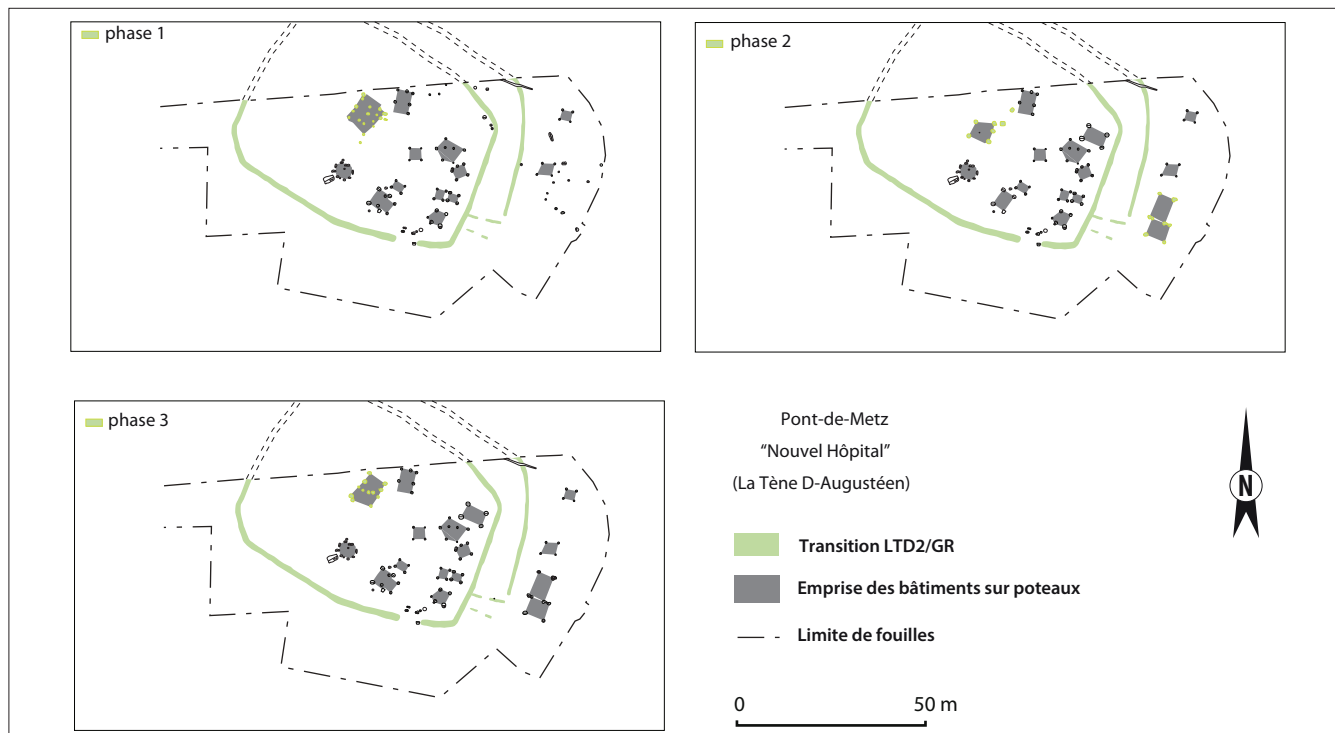 phase 1
phase 2
phase 3
Pont-de-Metz
“Nouvel Hôpital”
(La Tène D-Augustéen)
N
Transition LTD2/GR
Emprise des bâtiments sur poteaux
Limite de fouilles
0 50 m